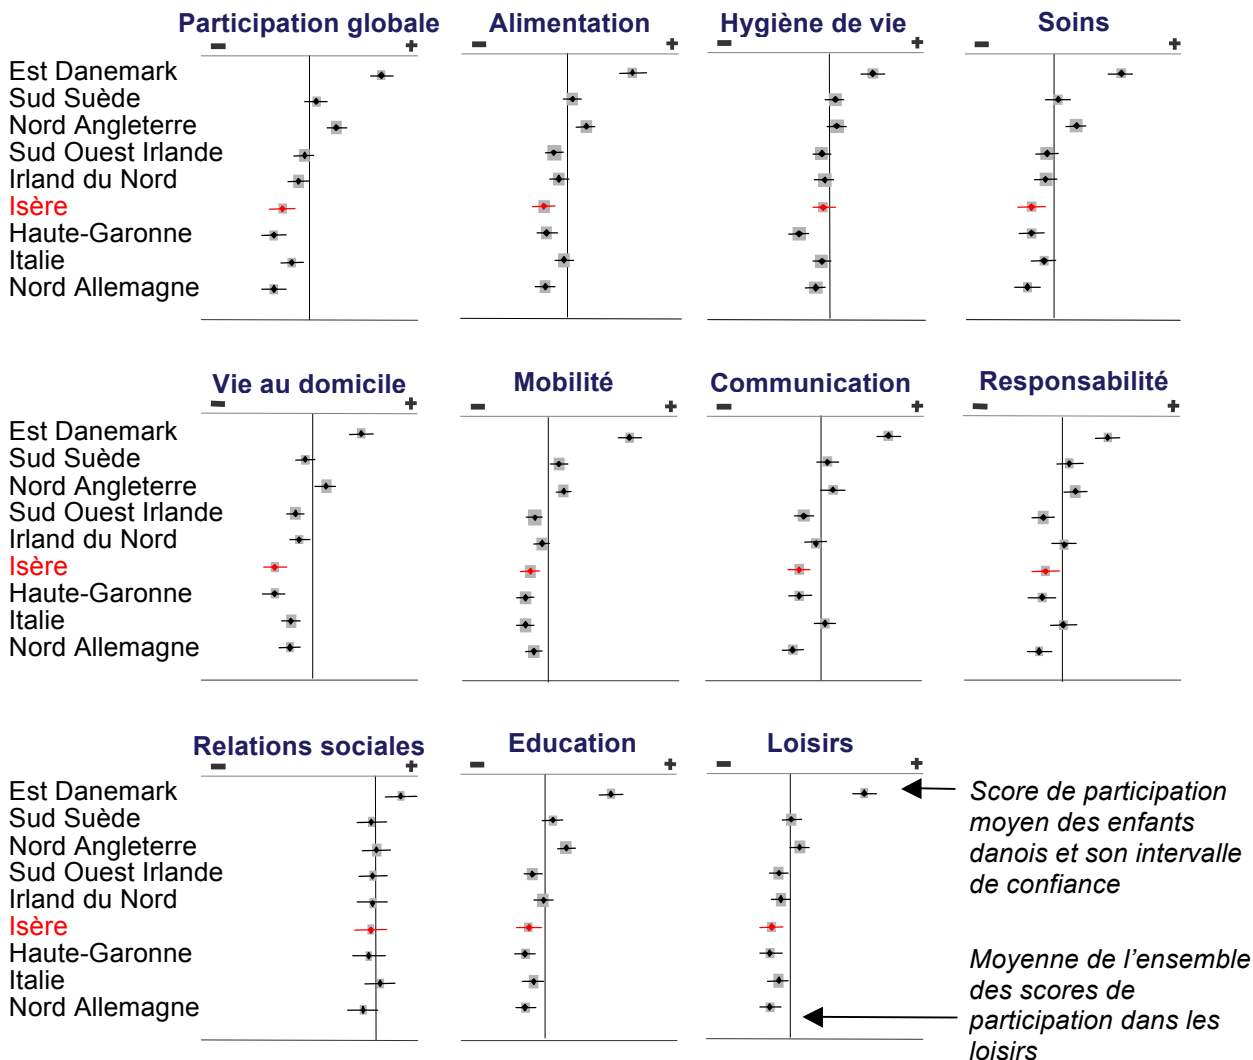 Participation globale
Alimentation
Hygiène de vie
Soins
Est Danemark
Sud Suède
Nord Angleterre
Sud Ouest Irlande
Irland du Nord
Isère
Haute-Garonne
Italie
Nord Allemagne
Vie au domicile
Mobilité
Communication
Responsabilité
Est Danemark
Sud Suède
Nord Angleterre
Sud Ouest Irlande
Irland du Nord
Isère
Haute-Garonne
Italie
Nord Allemagne
Relations sociales
Education
Loisirs
Est Danemark
Sud Suède
Nord Angleterre
Sud Ouest Irlande
Irland du Nord
Isère
Haute-Garonne
Italie
Nord Allemagne
Score de participation
moyen des enfants
danois et son intervalle
de confiance
Moyenne de l’ensemble
des scores de
participation dans les
loisirs